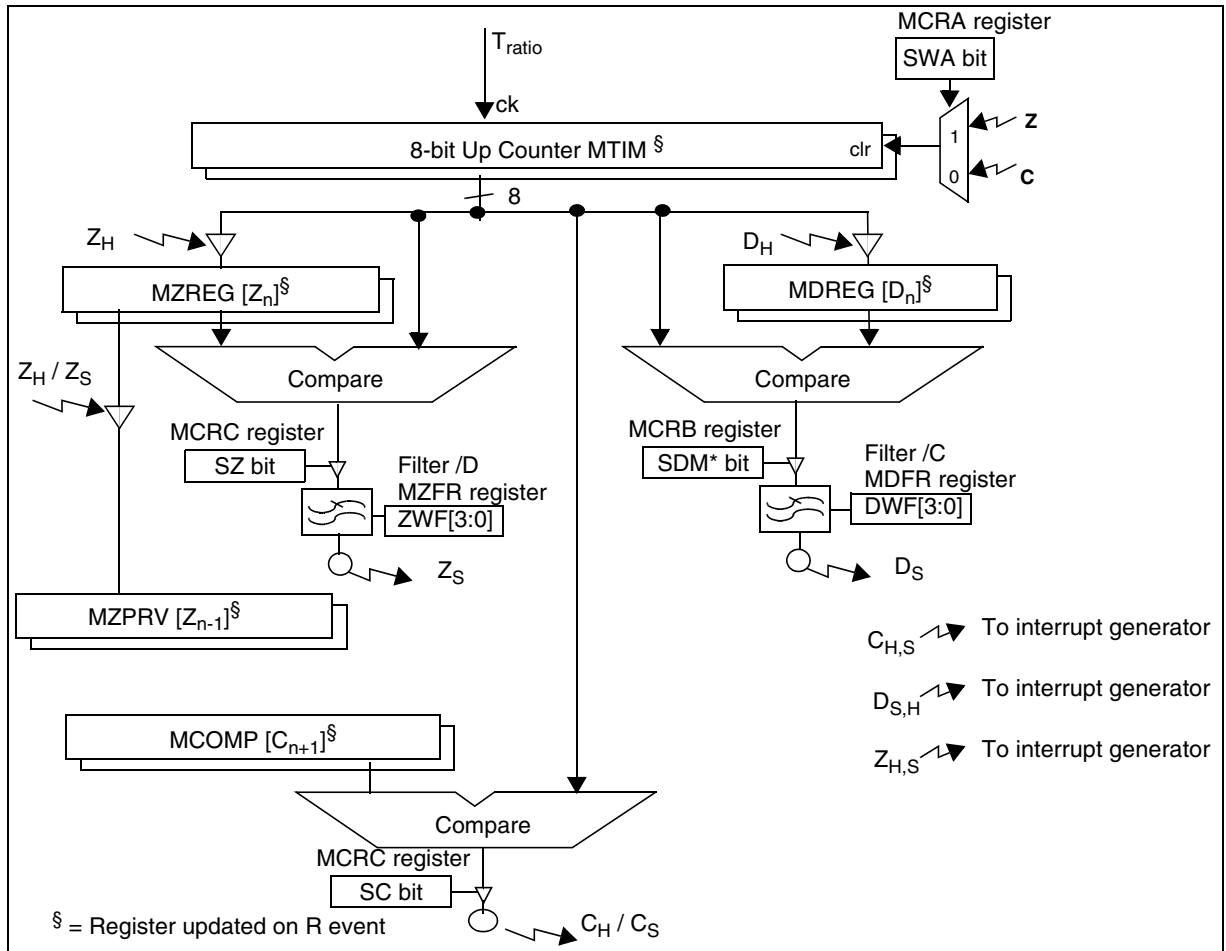 MCRA register
SWA bit
T_ratio
ck
8-bit Up Counter MTIM §
clr
1
Z
0
C
8
Z_H
D_H
MZREG [Z_n]§
MDREG [D_n]§
Compare
Compare
Z_H / Z_S
MCRC register
SZ bit
Filter /D
MZFR register
ZWF[3:0]
Z_S
MCRB register
SDM* bit
Filter /C
MDFR register
DWF[3:0]
D_S
MZPRV [Z_n-1]§
C_H,S To interrupt generator
D_S,H To interrupt generator
Z_H,S To interrupt generator
MCOMP [C_n+1]§
Compare
MCRC register
SC bit
C_H / C_S
§ = Register updated on R event